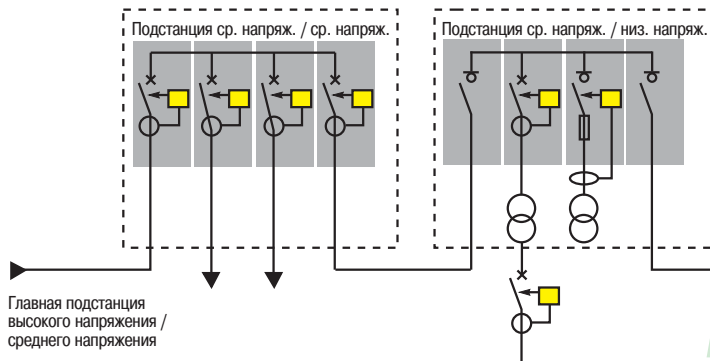 Подстанция ср. напряж. / ср. напряж.
Подстанция ср. напряж. / низ. напряж.
Главная подстанция
высокого напряжения /
среднего напряжения